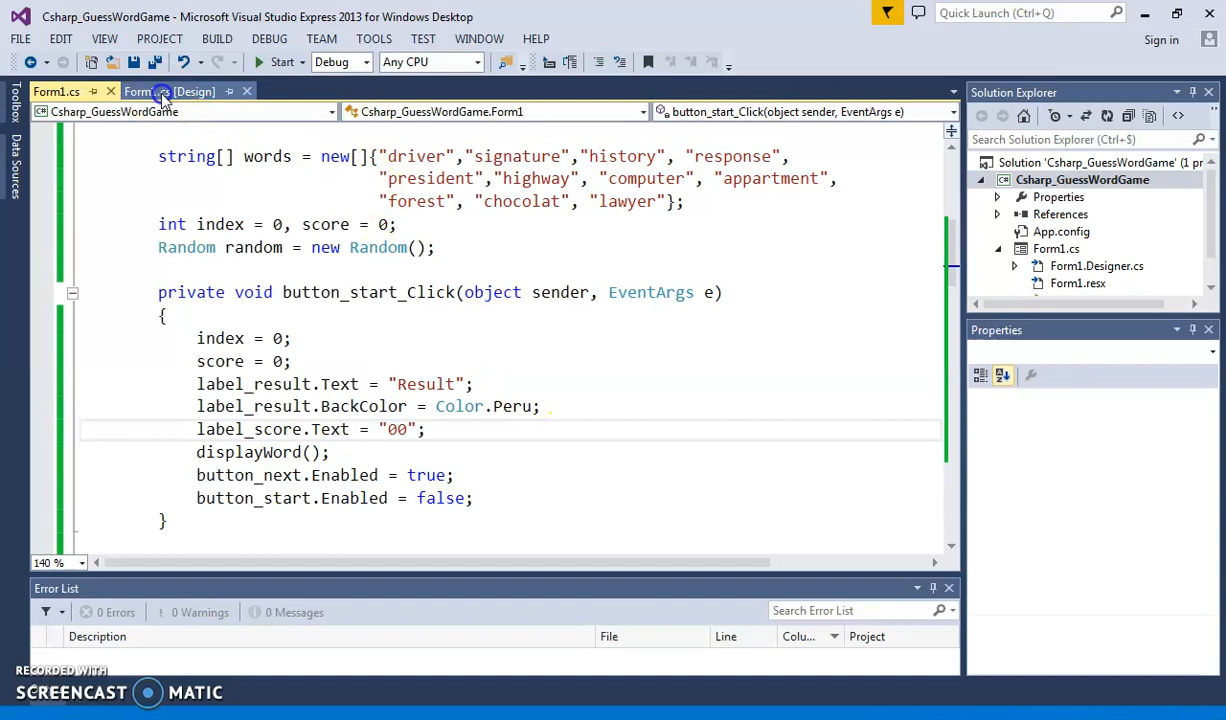 Csharp_GuessWordGame - Microsoft Visual Studio Express 2013 for Windows Desktop
Quick Launch (Ctrl+Q)
FILE EDIT VIEW PROJECT BUILD DEBUG TEAM TOOLS TEST WINDOW HELP
Sign in
Start Debug Any CPU
Toolbox
Data Sources
Form1.cs
Form1.cs [Design]
Csharp_GuessWordGame
Csharp_GuessWordGame.Form1
button_start_Click(object sender, EventArgs e)
string[] words = new[]{"driver","signature","history", "response",
"president","highway", "computer", "appartment",
"forest", "chocolat", "lawyer"};
int index = 0, score = 0;
Random random = new Random();
private void button_start_Click(object sender, EventArgs e)
{
index = 0;
score = 0;
label_result.Text = "Result";
label_result.BackColor = Color.Peru;
label_score.Text = "00";
displayWord();
button_next.Enabled = true;
button_start.Enabled = false;
}
140 %
Error List
0 Errors 0 Warnings 0 Messages
Search Error List
Description File Line Colu... Project
Solution Explorer
Search Solution Explorer (Ctrl+$)
Solution 'Csharp_GuessWordGame' (1 pr
Csharp_GuessWordGame
Properties
References
App.config
Form1.cs
Form1.Designer.cs
Form1.resx
Properties
RECORDED WITH
SCREENCAST MATIC